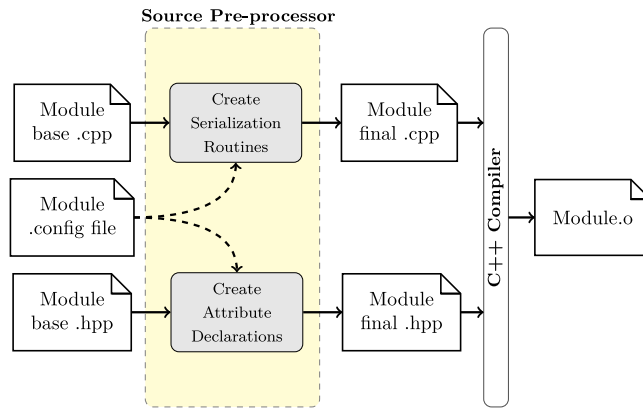 Source Pre-processor
Module
base .cpp
Create
Serialization
Routines
Module
final .cpp
Module
.config file
C++ Compiler
Module.o
Module
base .hpp
Create
Attribute
Declarations
Module
final .hpp